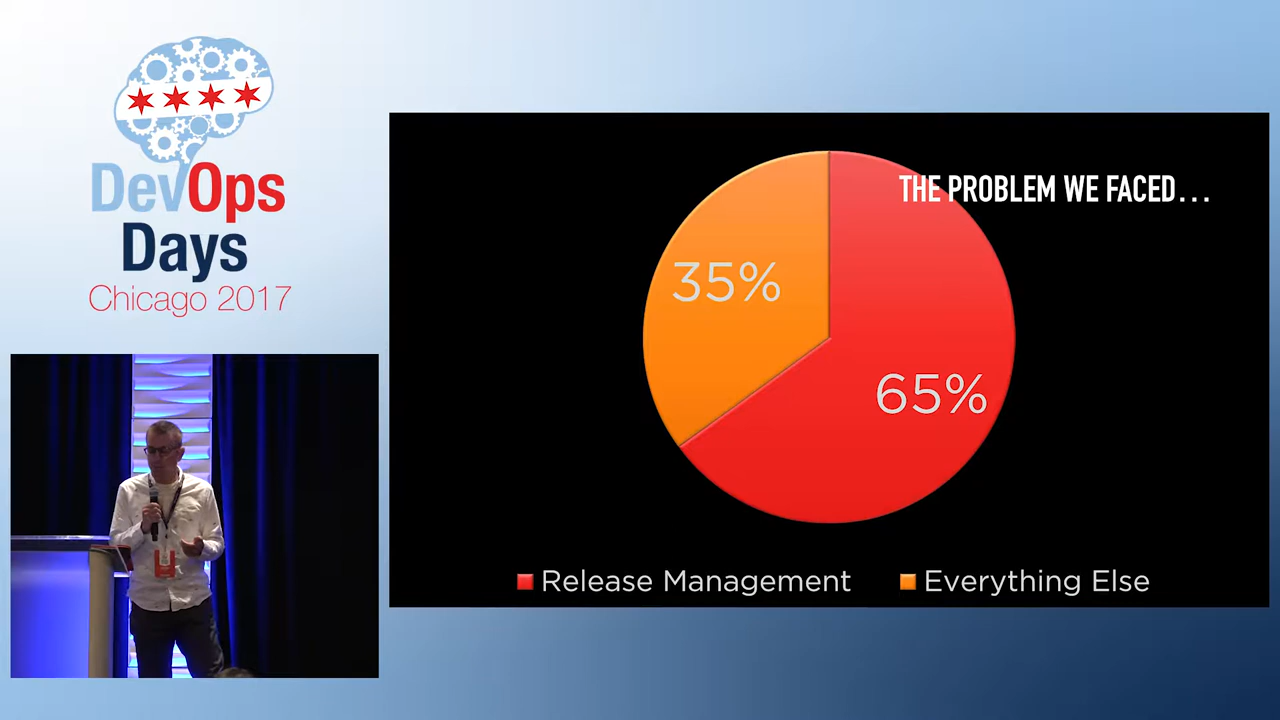 DevOps
Days
Chicago 2017
THE PROBLEM WE FACED...
35%
65%
Release Management
Everything Else